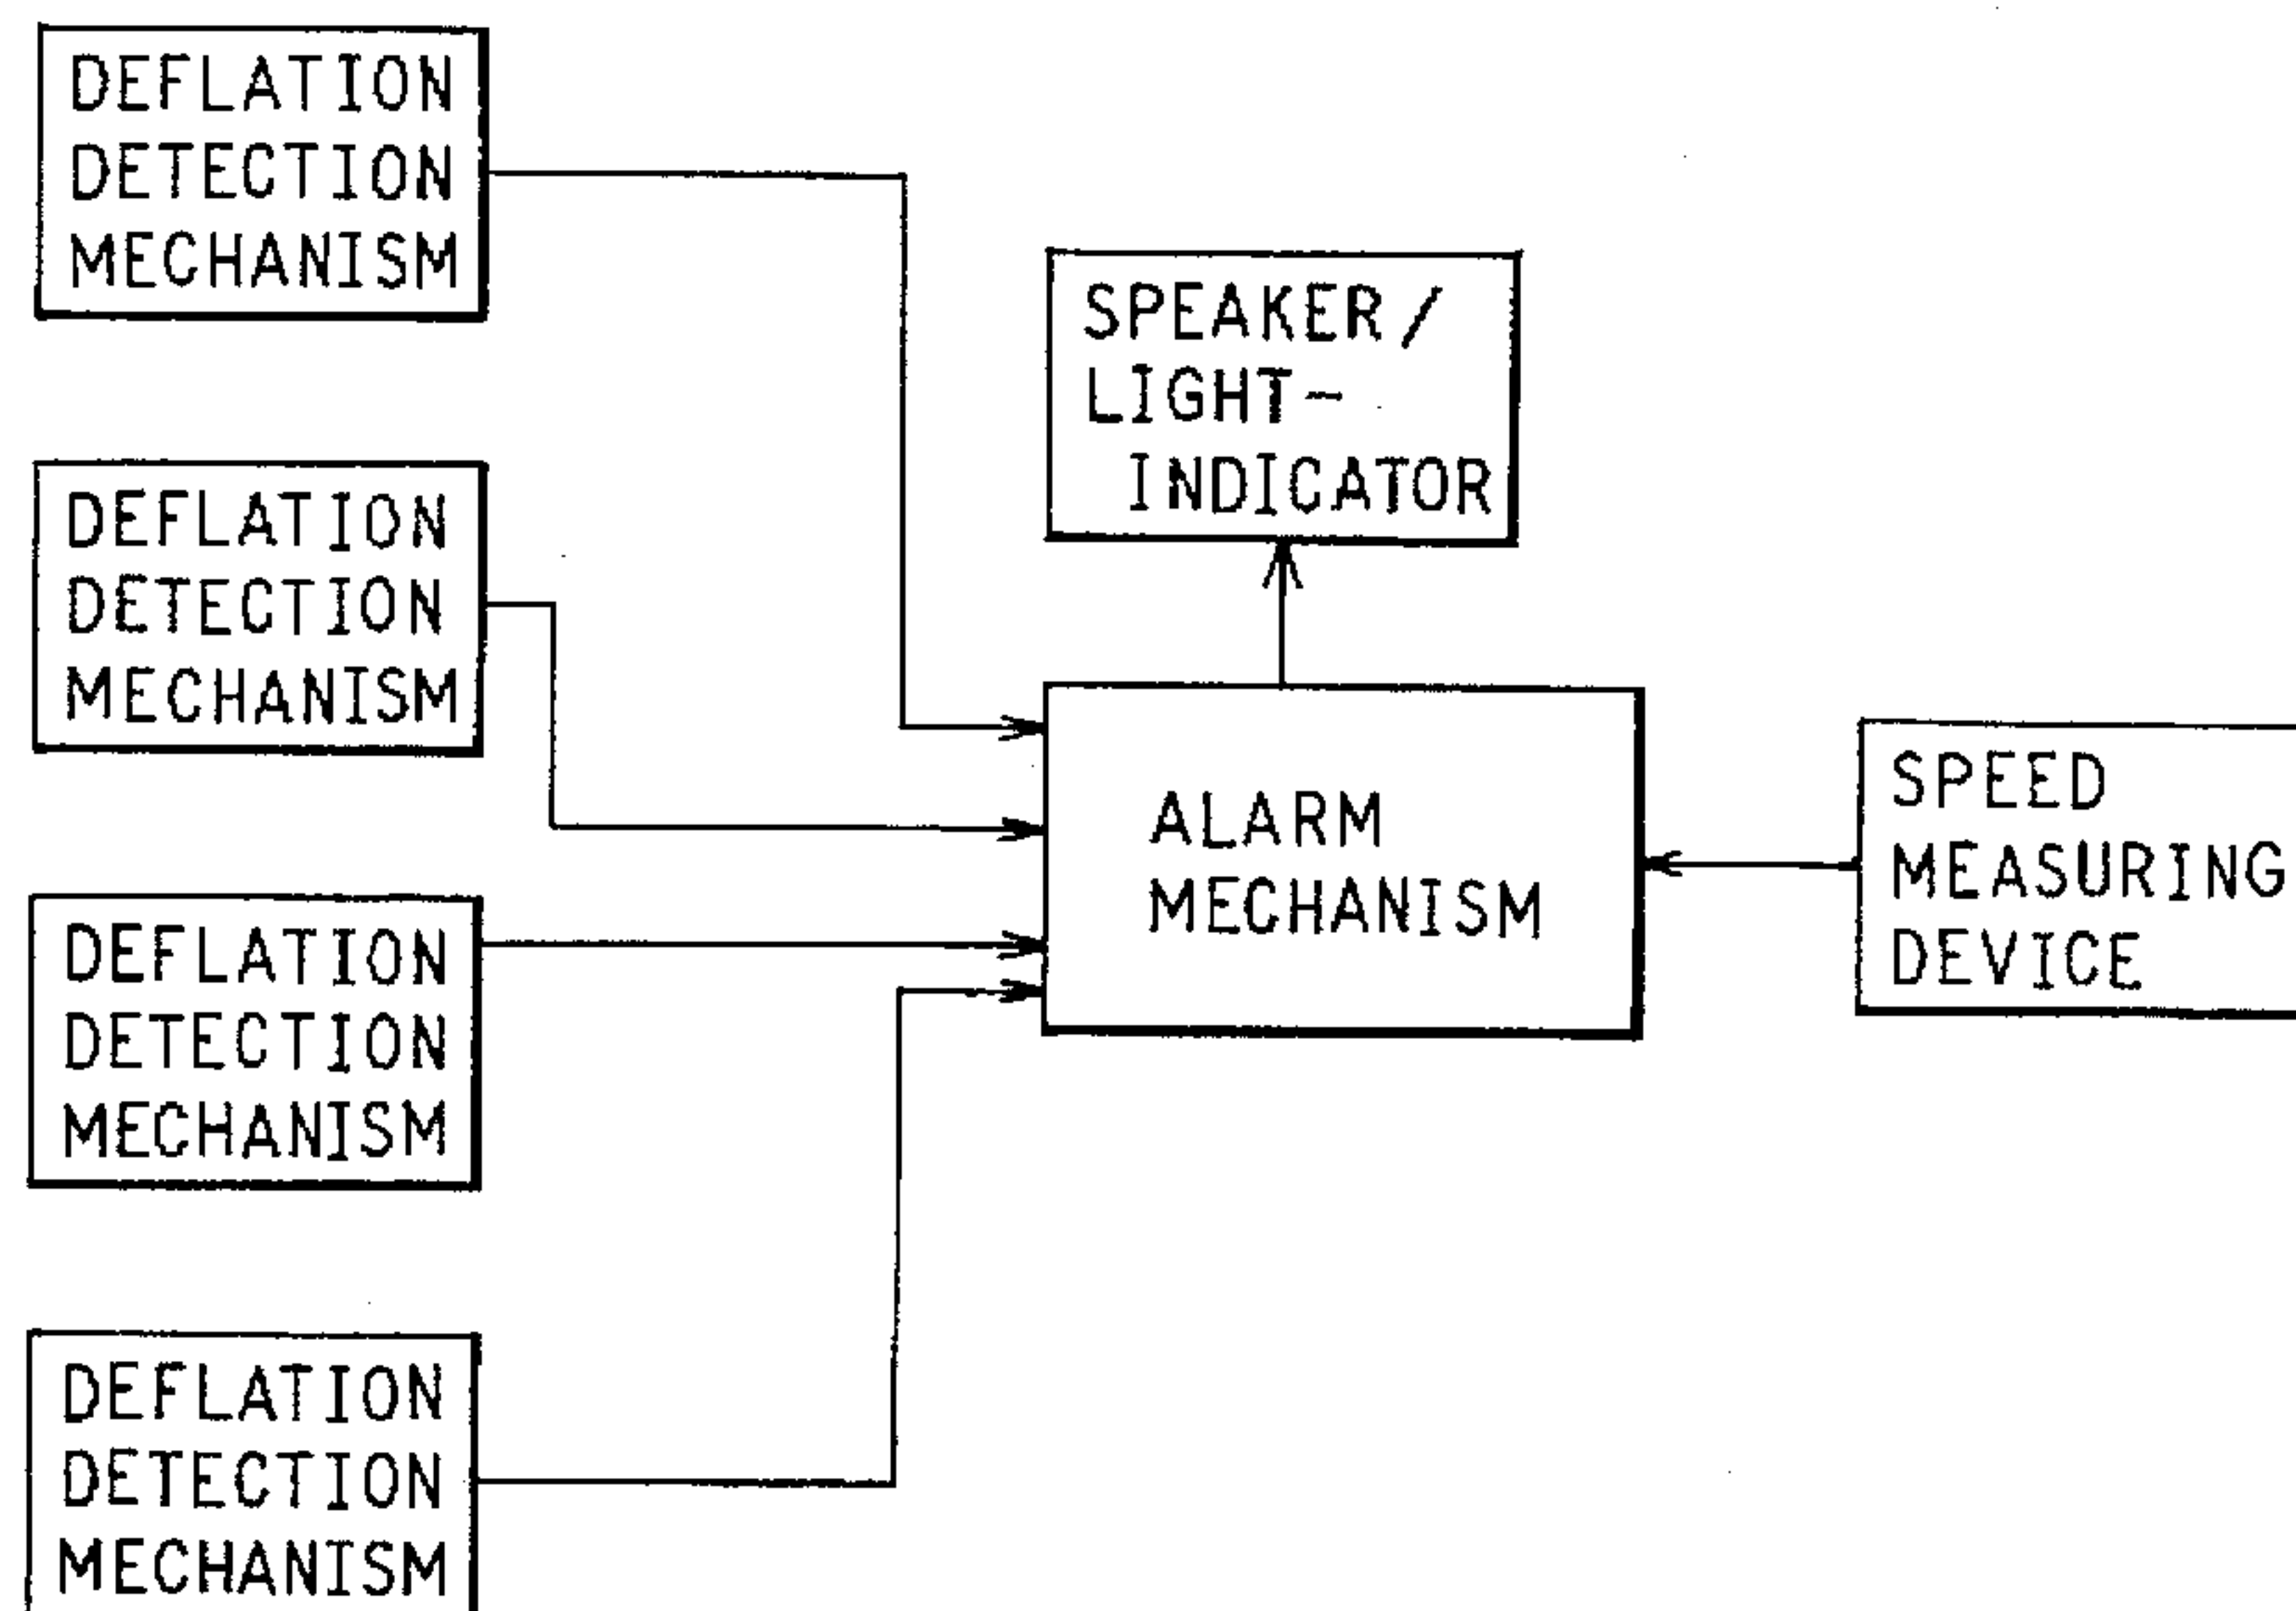 DEFLATION
DETECTION
MECHANISM
SPEAKER/
LIGHT-
INDICATOR
DEFLATION
DETECTION
MECHANISM
ALARM
MECHANISM
SPEED
MEASURING
DEVICE
DEFLATION
DETECTION
MECHANISM
DEFLATION
DETECTION
MECHANISM